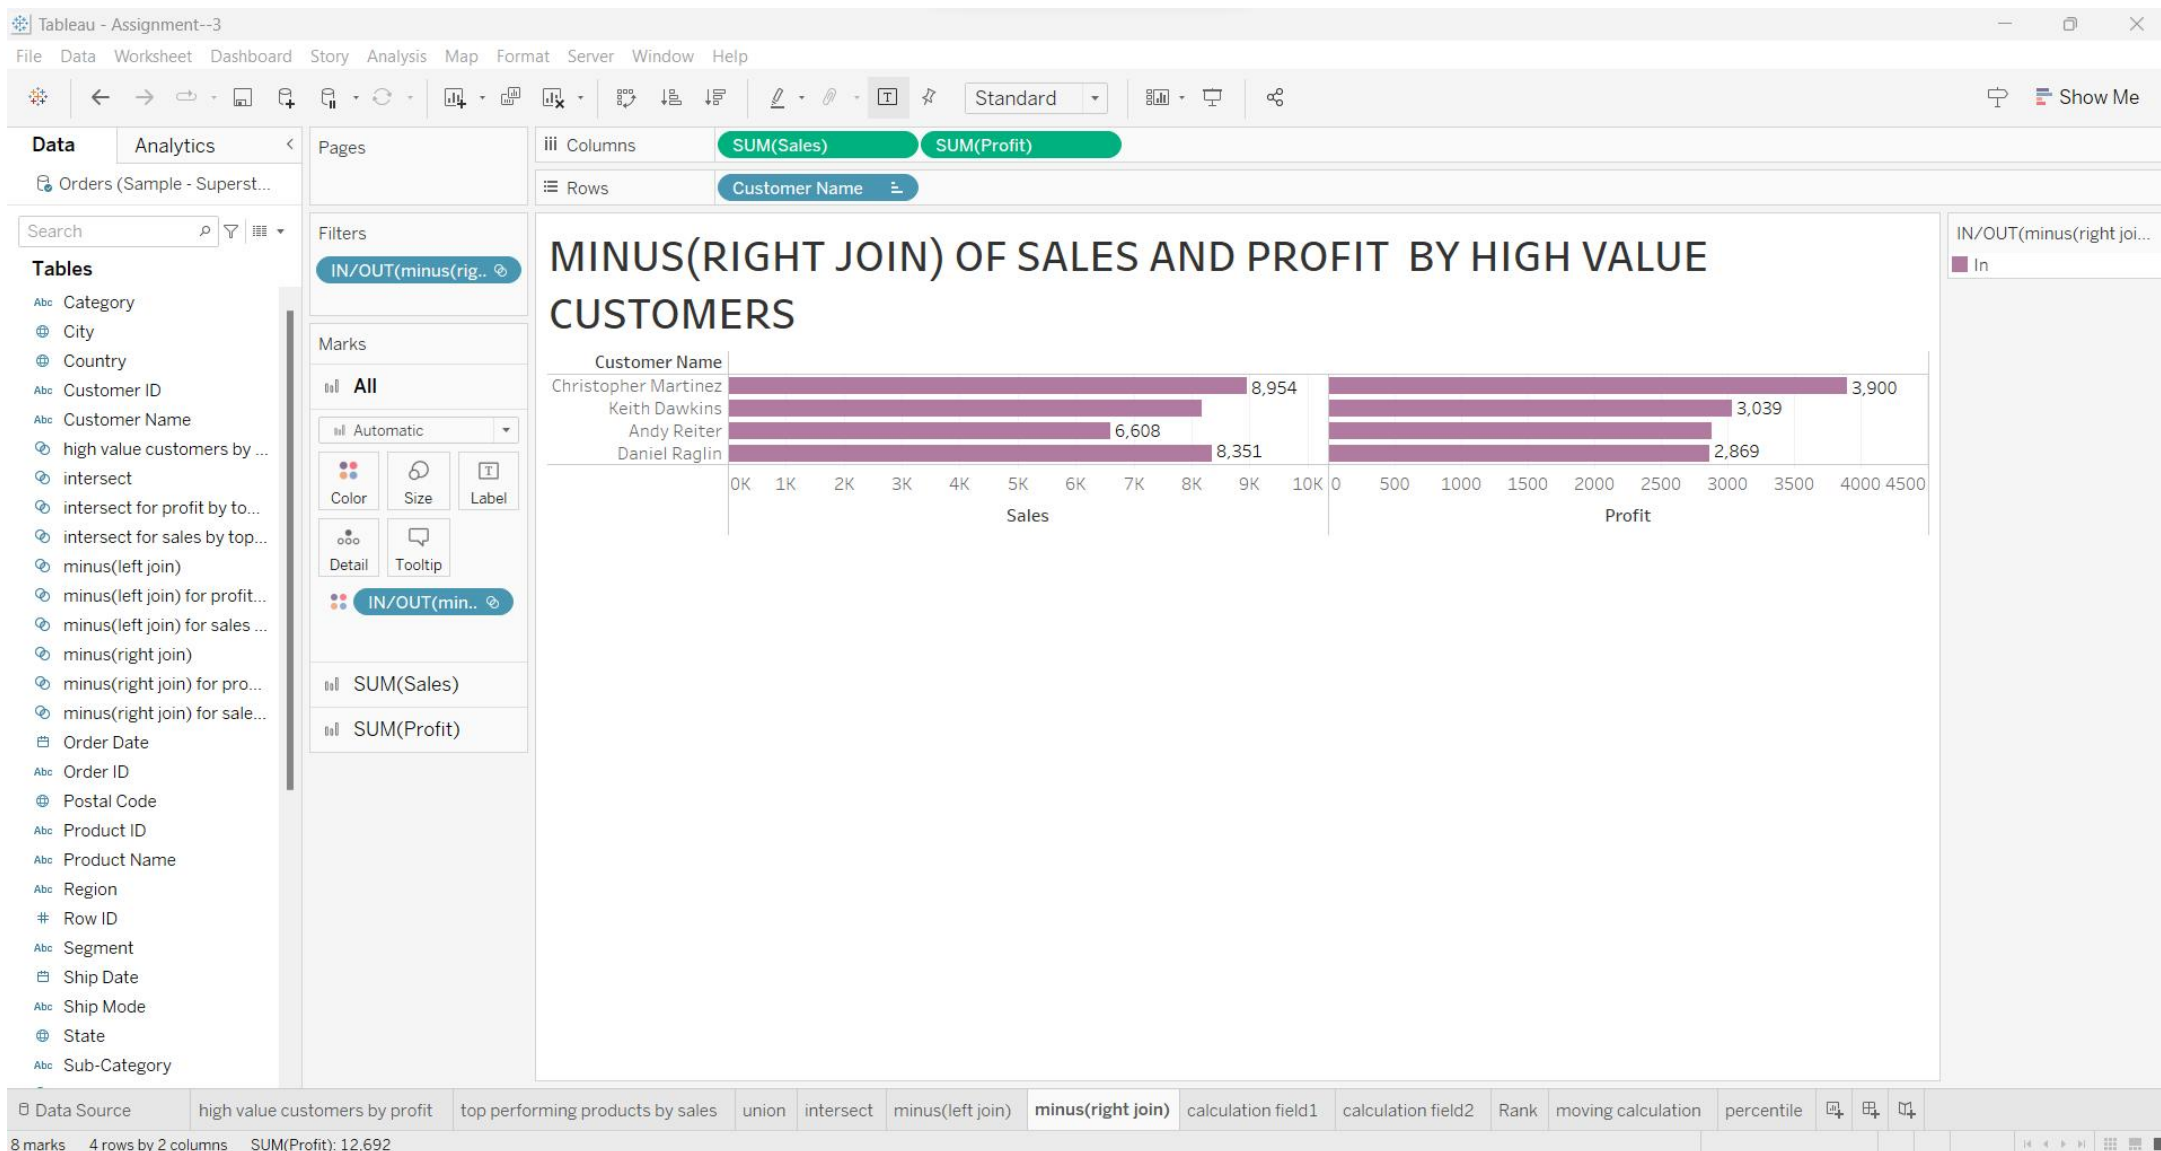 Tableau - Assignment--3
File Data Worksheet Dashboard Story Analysis Map Format Server Window Help
Standard
Show Me
Data Analytics
Orders (Sample - Superst...
Search
Tables
Abc Category
City
Country
Abc Customer ID
Abc Customer Name
high value customers by ...
intersect
intersect for profit by to...
intersect for sales by top...
minus(left join)
minus(left join) for profit...
minus(left join) for sales ...
minus(right join)
minus(right join) for pro...
minus(right join) for sale...
Order Date
Abc Order ID
Postal Code
Abc Product ID
Abc Product Name
Abc Region
# Row ID
Abc Segment
Ship Date
Abc Ship Mode
State
Abc Sub-Category
Pages
Filters
IN/OUT(minus(rig..
Marks
All
Automatic
Color Size Label
Detail Tooltip
IN/OUT(min..
SUM(Sales)
SUM(Profit)
Columns SUM(Sales) SUM(Profit)
Rows Customer Name
MINUS(RIGHT JOIN) OF SALES AND PROFIT BY HIGH VALUE
CUSTOMERS
Customer Name
Christopher Martinez 8,954 3,900
Keith Dawkins 3,039
Andy Reiter 6,608
Daniel Raglin 8,351 2,869
0K 1K 2K 3K 4K 5K 6K 7K 8K 9K 10K 0 500 1000 1500 2000 2500 3000 3500 4000 4500
Sales Profit
IN/OUT(minus(right joi...
In
Data Source high value customers by profit top performing products by sales union intersect minus(left join) minus(right join) calculation field1 calculation field2 Rank moving calculation percentile
8 marks 4 rows by 2 columns SUM(Profit): 12,692